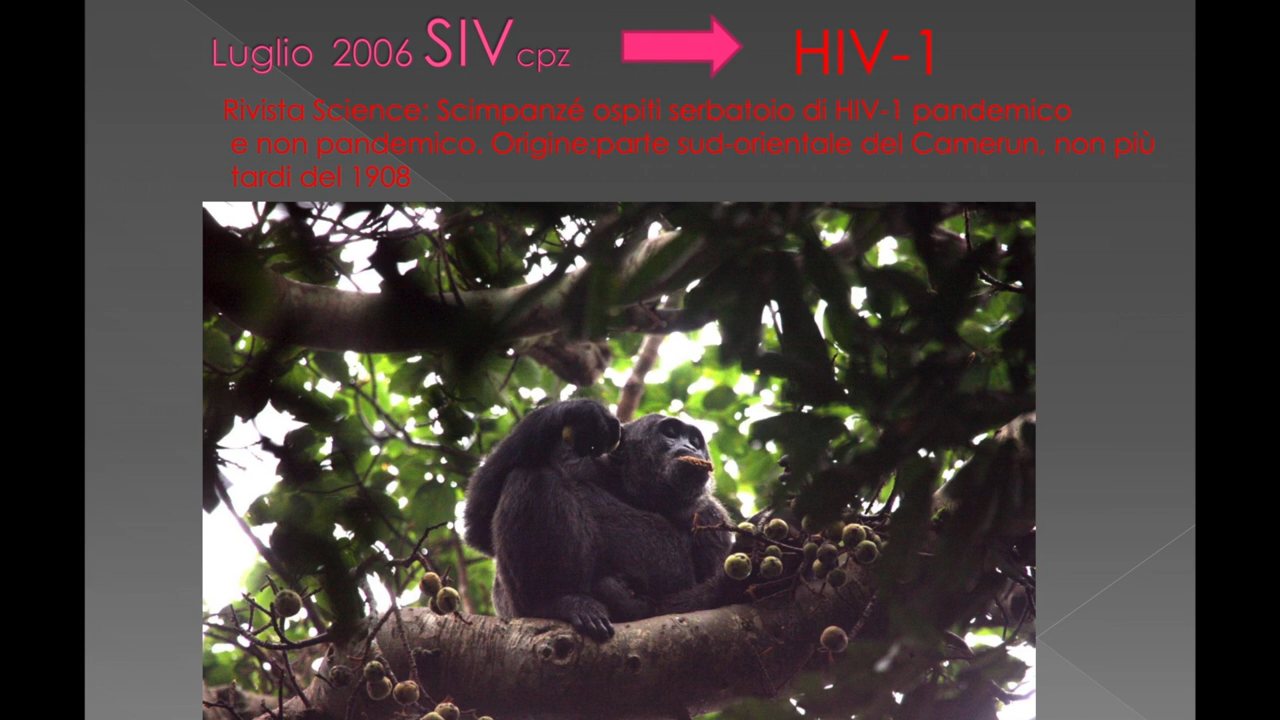 Luglio 2006 SIVcpz HIV-1
Rivista Science: Scimpanzé ospiti serbatoio di HIV-1 pandemico
e non pandemico. Origine:parte sud-orientale del Camerun, non più
tardi del 1908